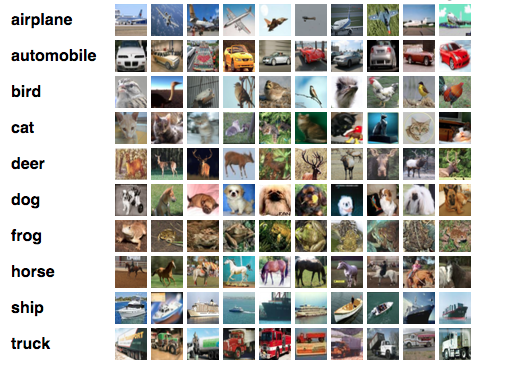 airplane
automobile
bird
cat
deer
dog
frog
horse
ship
truck